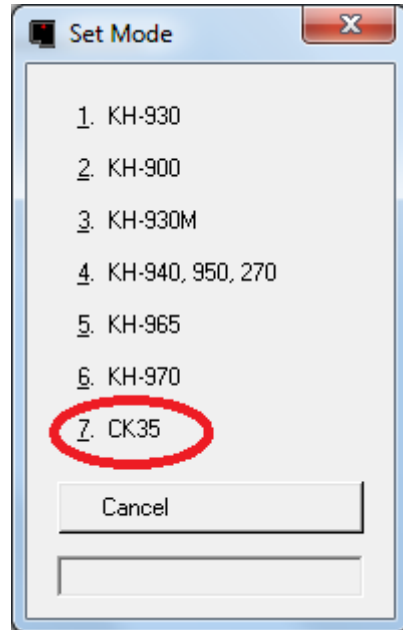 Set Mode
1. KH-930
2. KH-900
3. KH-930M
4. KH-940, 950, 270
5. KH-965
6. KH-970
7. CK35
Cancel